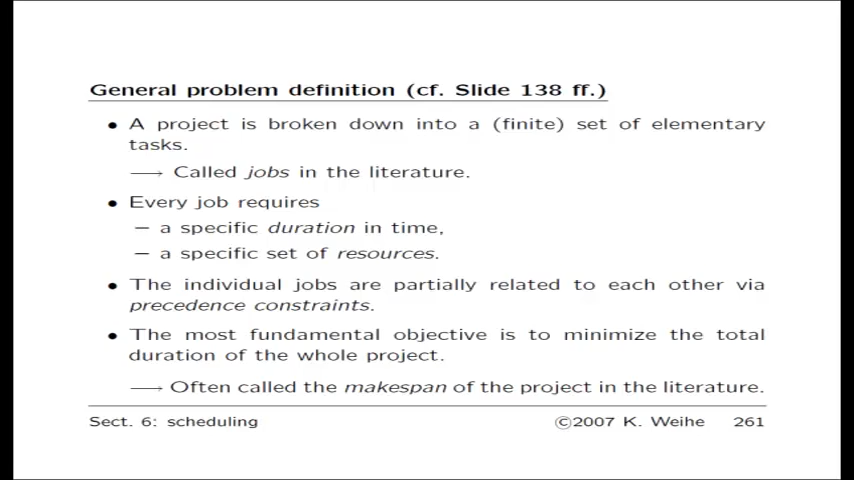 General problem definition (cf. Slide 138 ff.)
• A project is broken down into a (finite) set of elementary
tasks.
⟶ Called jobs in the literature.
• Every job requires
– a specific duration in time,
– a specific set of resources.
• The individual jobs are partially related to each other via
precedence constraints.
• The most fundamental objective is to minimize the total
duration of the whole project.
⟶ Often called the makespan of the project in the literature.
Sect. 6: scheduling ©2007 K. Weihe 261